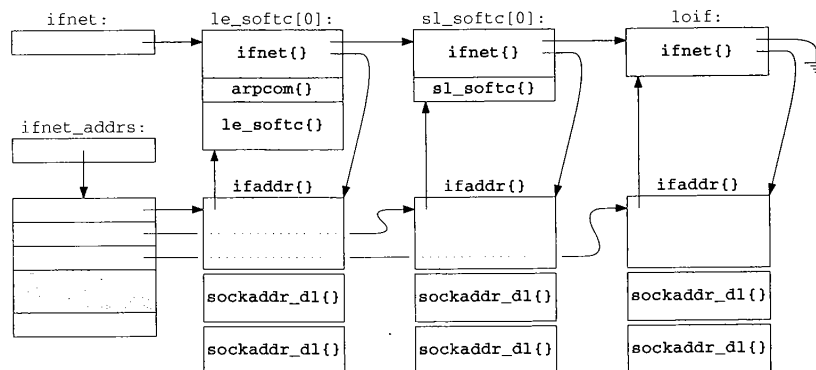 ifnet:
le_softc[0]:
sl_softc[0]:
loif:
ifnet{}
ifnet{}
ifnet{}
arpcom{}
sl_softc{}
le_softc{}
ifnet_addrs:
ifaddr{}
ifaddr{}
ifaddr{}
sockaddr_dl{}
sockaddr_dl{}
sockaddr_dl{}
sockaddr_dl{}
sockaddr_dl{}
sockaddr_dl{}